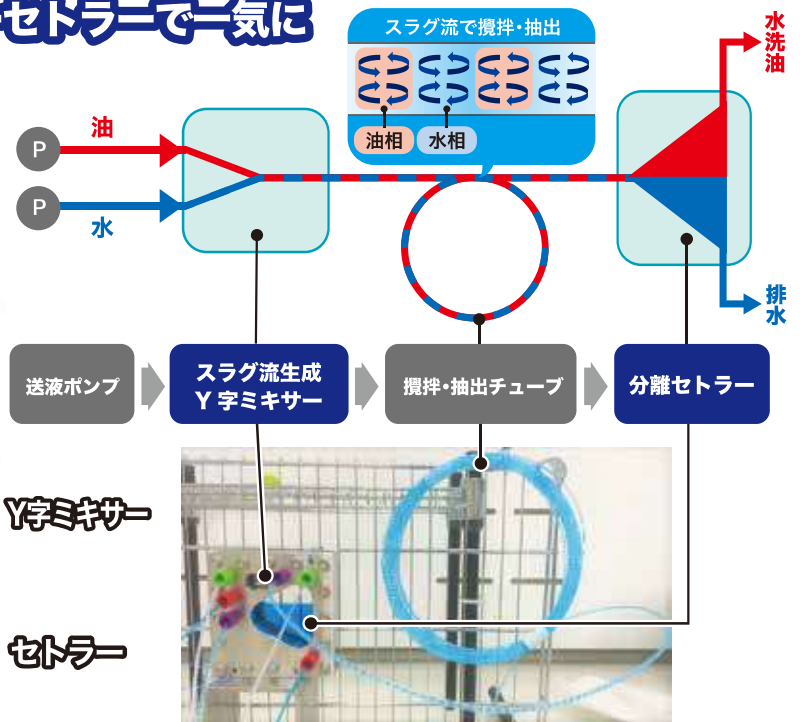 セトラーで一気に
スラグ流で攪拌・抽出
油相
水相
P
油
P
水
水洗油
排水
送液ポンプ
スラグ流生成
Y字ミキサー
攪拌・抽出チューブ
分離セトラー
Y字ミキサー
セトラー